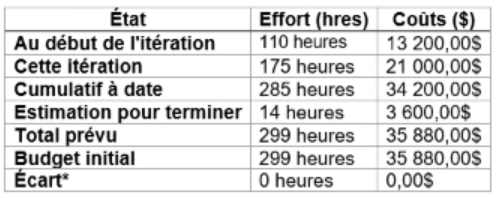 État Effort (hres) Coûts ($)
Au début de l'itération 110 heures 13 200,00$
Cette itération 175 heures 21 000,00$
Cumulatif à date 285 heures 34 200,00$
Estimation pour terminer 14 heures 3 600,00$
Total prévu 299 heures 35 880,00$
Budget initial 299 heures 35 880,00$
Écart* 0 heures 0,00$